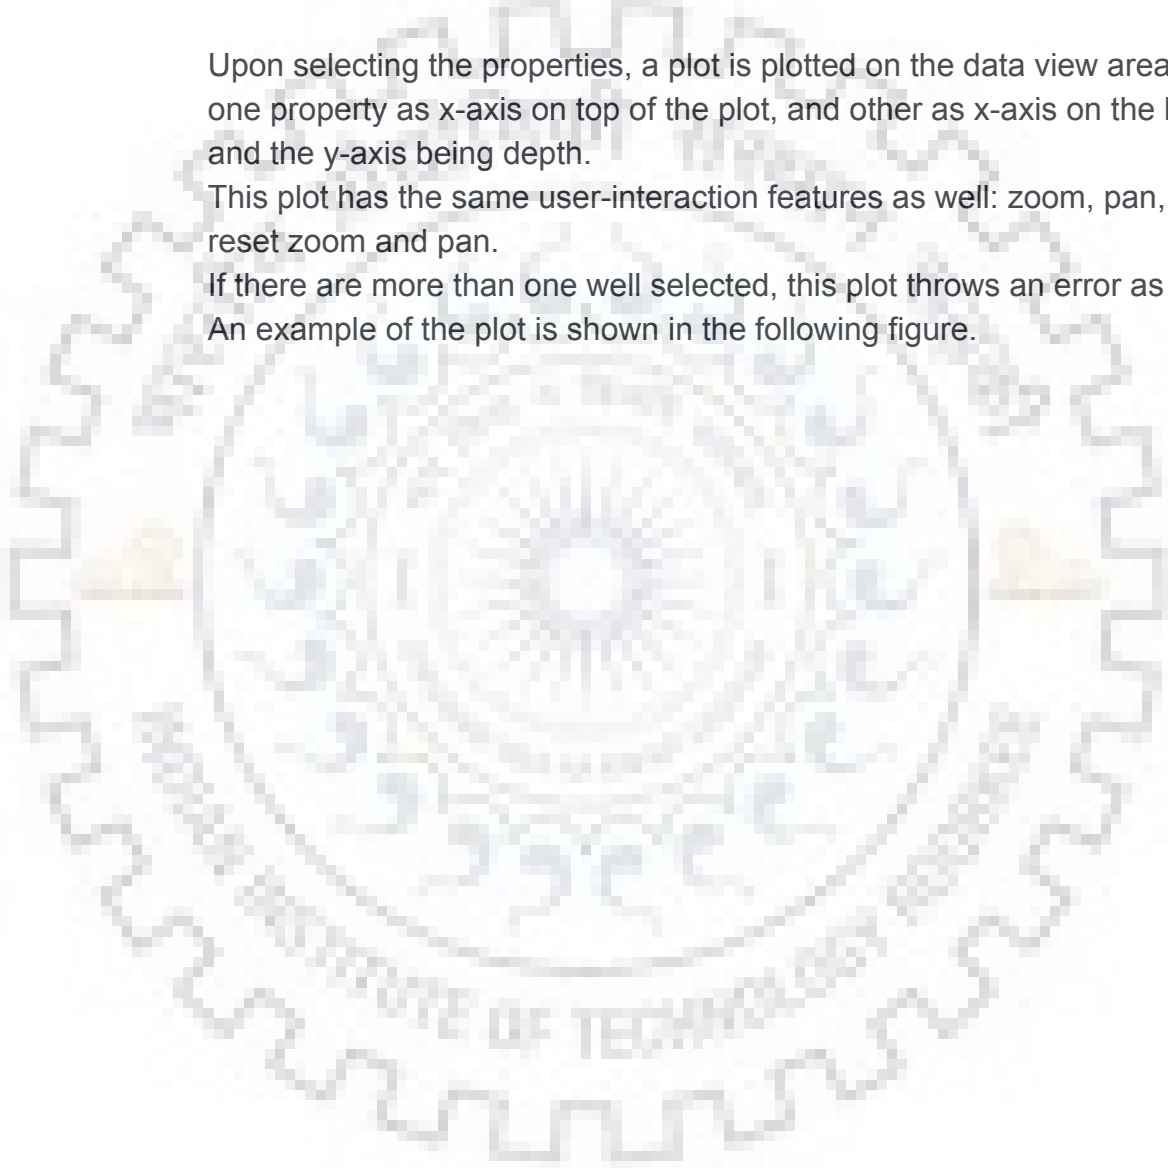 Upon selecting the properties, a plot is plotted on the data view area
one property as x-axis on top of the plot, and other as x-axis on the
and the y-axis being depth.
This plot has the same user-interaction features as well: zoom, pan,
reset zoom and pan.
If there are more than one well selected, this plot throws an error as
An example of the plot is shown in the following figure.
INSTITUTE OF TECHNOLOGY